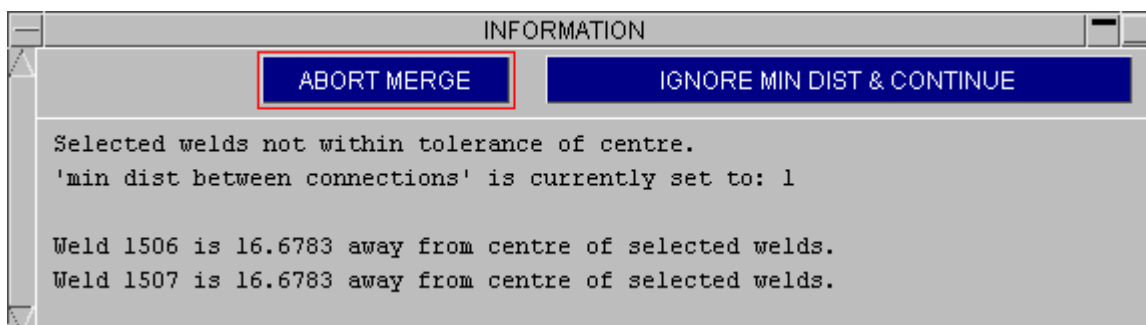 INFORMATION
ABORT MERGE IGNORE MIN DIST & CONTINUE
Selected welds not within tolerance of centre.
'min dist between connections' is currently set to: 1
Weld 1506 is 16.6783 away from centre of selected welds.
Weld 1507 is 16.6783 away from centre of selected welds.